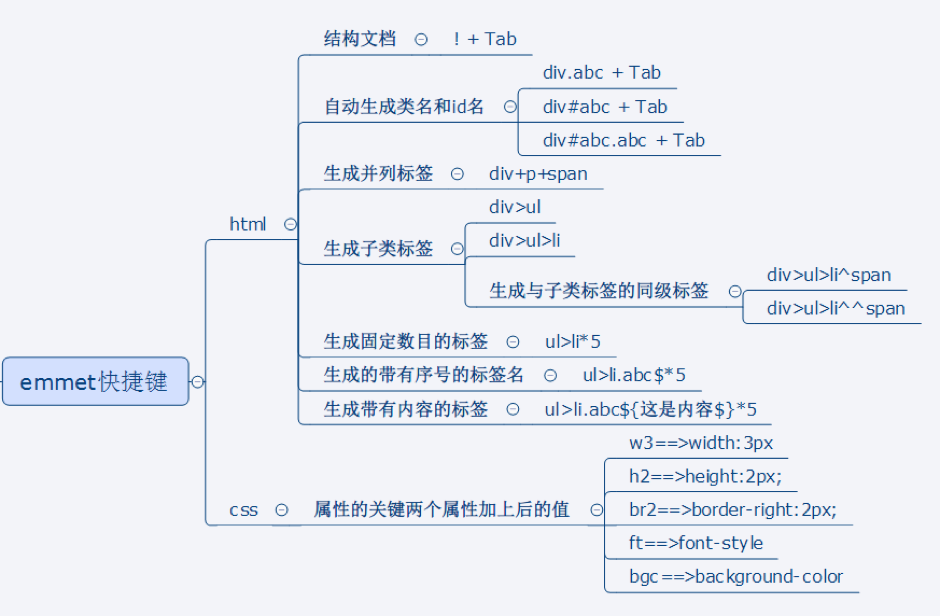 结构文档
! + Tab
div.abc + Tab
自动生成类名和id名
div#abc + Tab
div#abc.abc + Tab
生成并列标签
div+p+span
div>ul
html
生成子类标签
div>ul>li
div>ul>li^span
生成与子类标签的同级标签
div>ul>li^^span
生成固定数目的标签
ul>li*5
emmet快捷键
生成的带有序号的标签名
ul>li.abc$*5
生成带有内容的标签
ul>li.abc${这是内容$}*5
w3==>width:3px
h2==>height:2px;
css
属性的关键两个属性加上后的值
br2==>border-right:2px;
ft==>font-style
bgc==>background-color